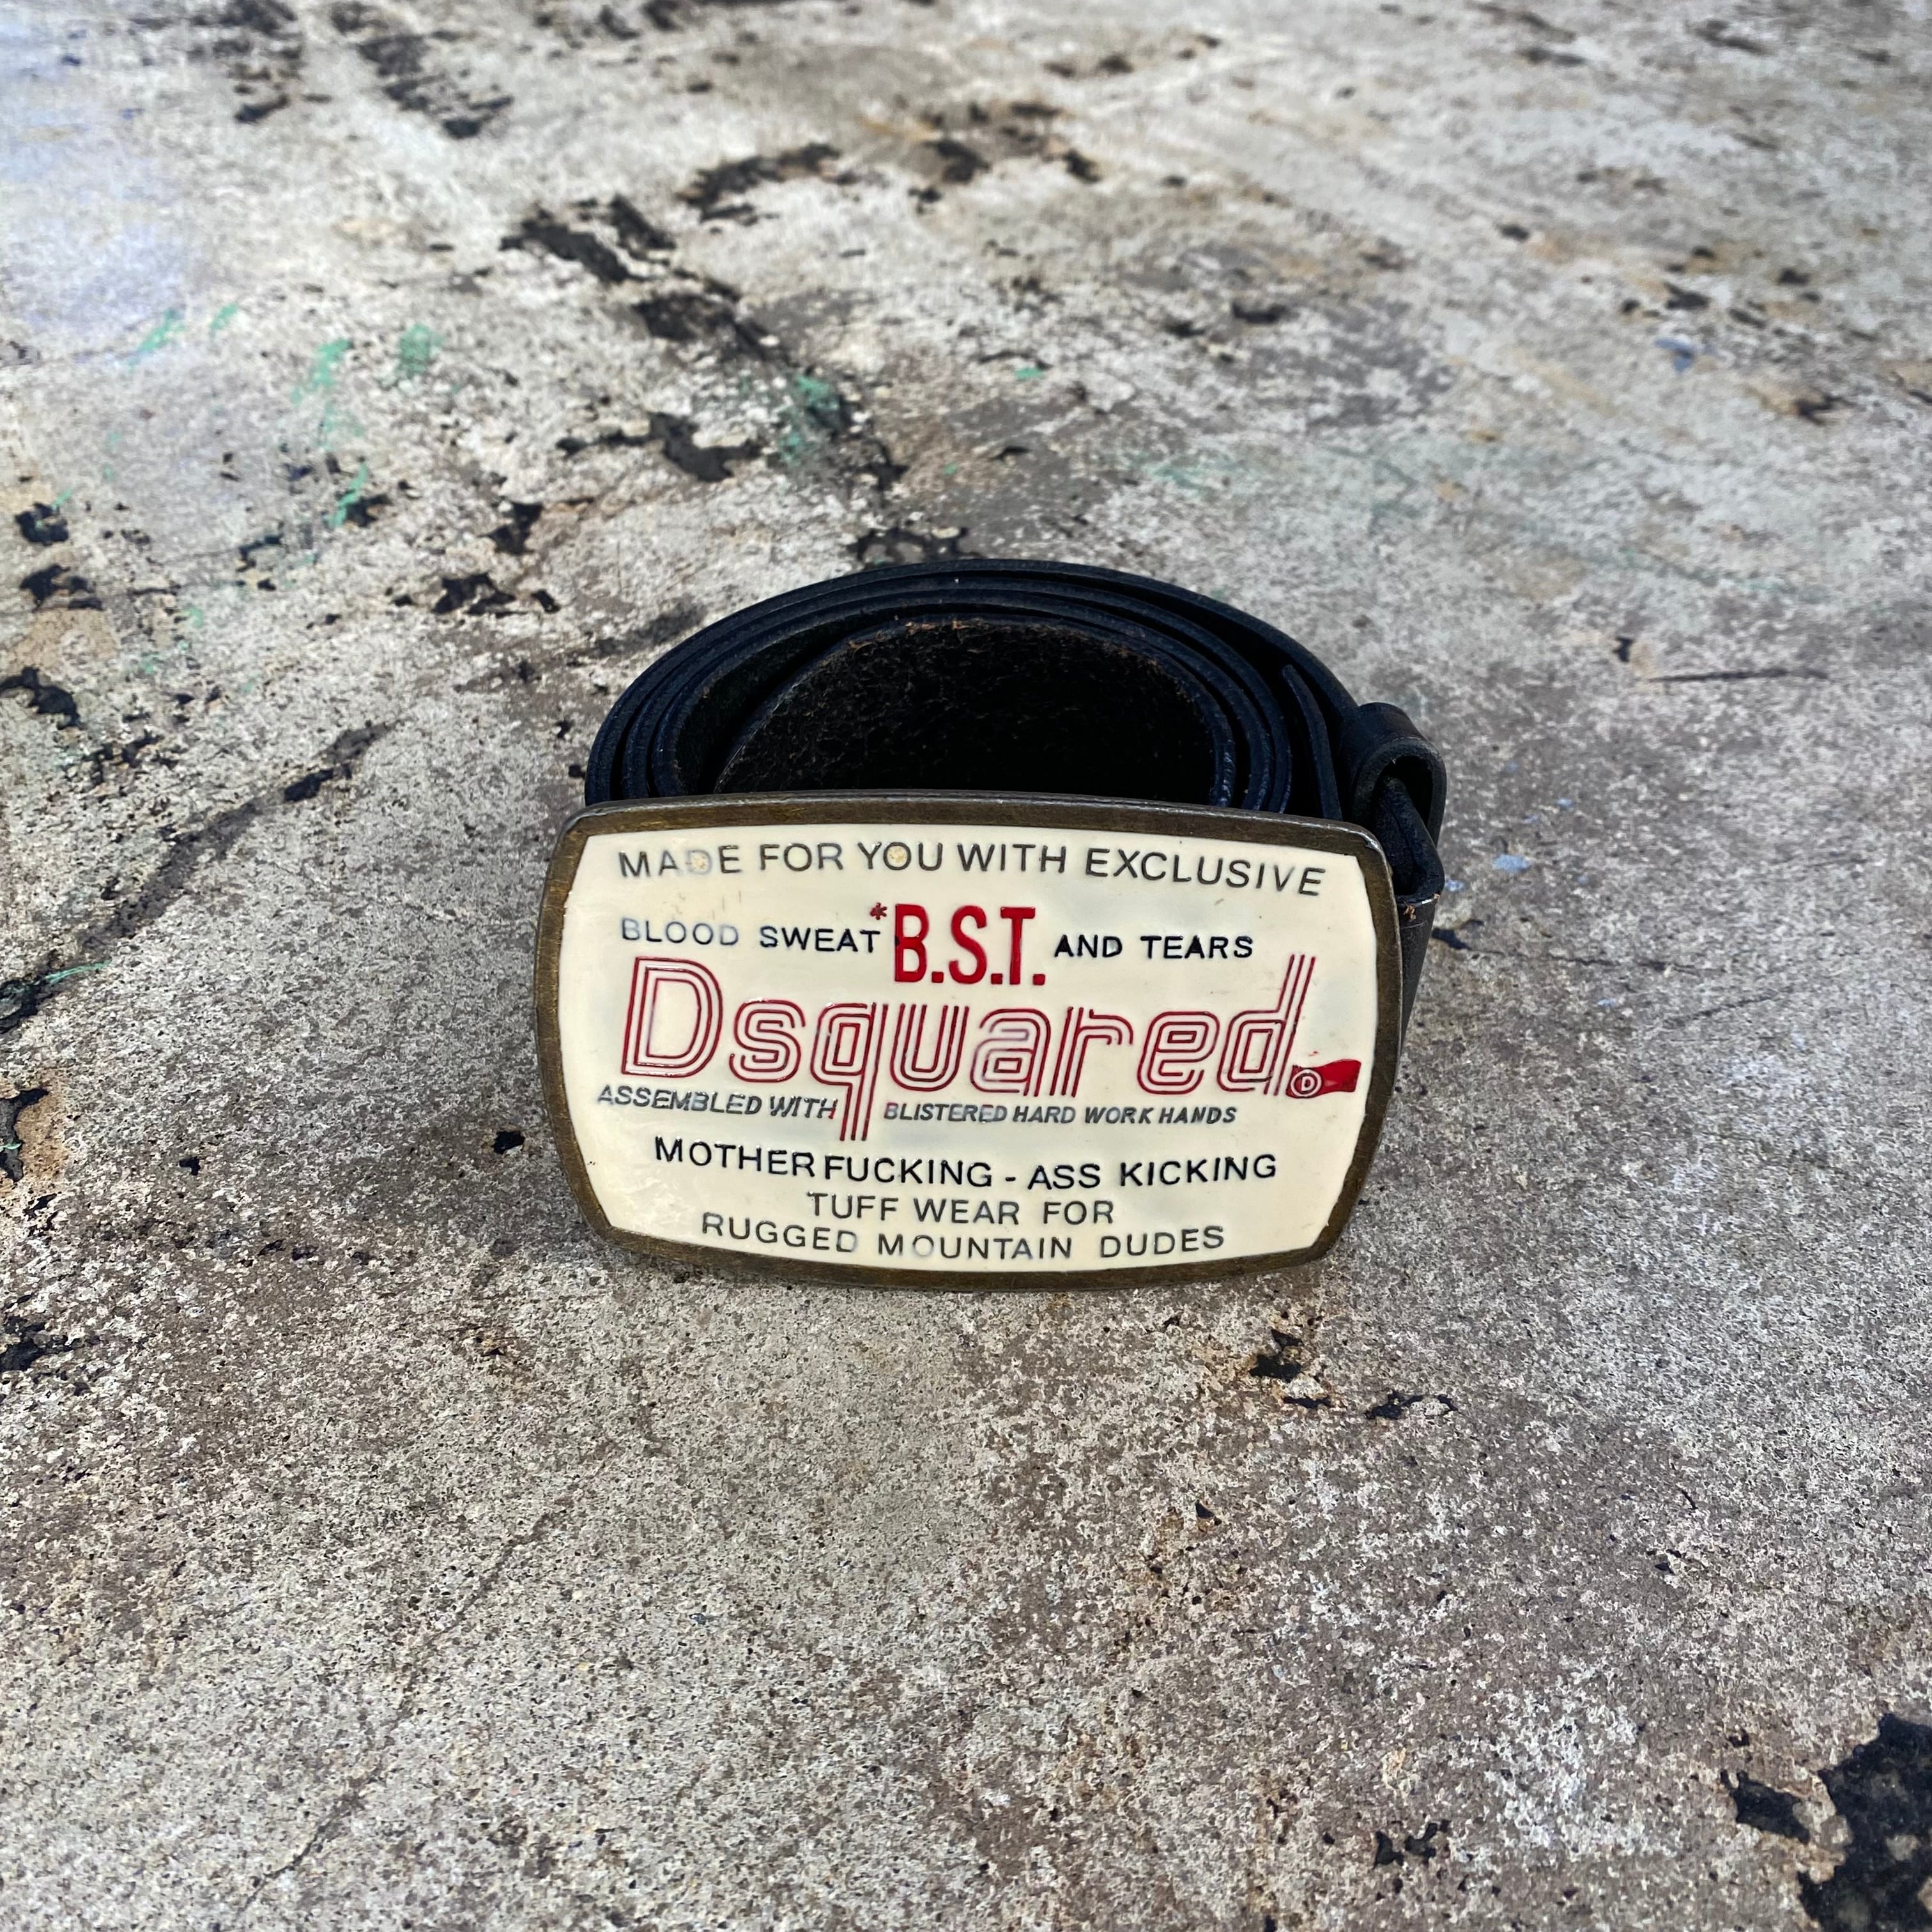 MADE FOR YOU WITH EXCLUSIVE
BLOOD SWEAT *B.S.T. AND TEARS
Dsquared. D
ASSEMBLED WITH BLISTERED HARD WORK HANDS
MOTHERFUCKING - ASS KICKING
TUFF WEAR FOR
RUGGED MOUNTAIN DUDES